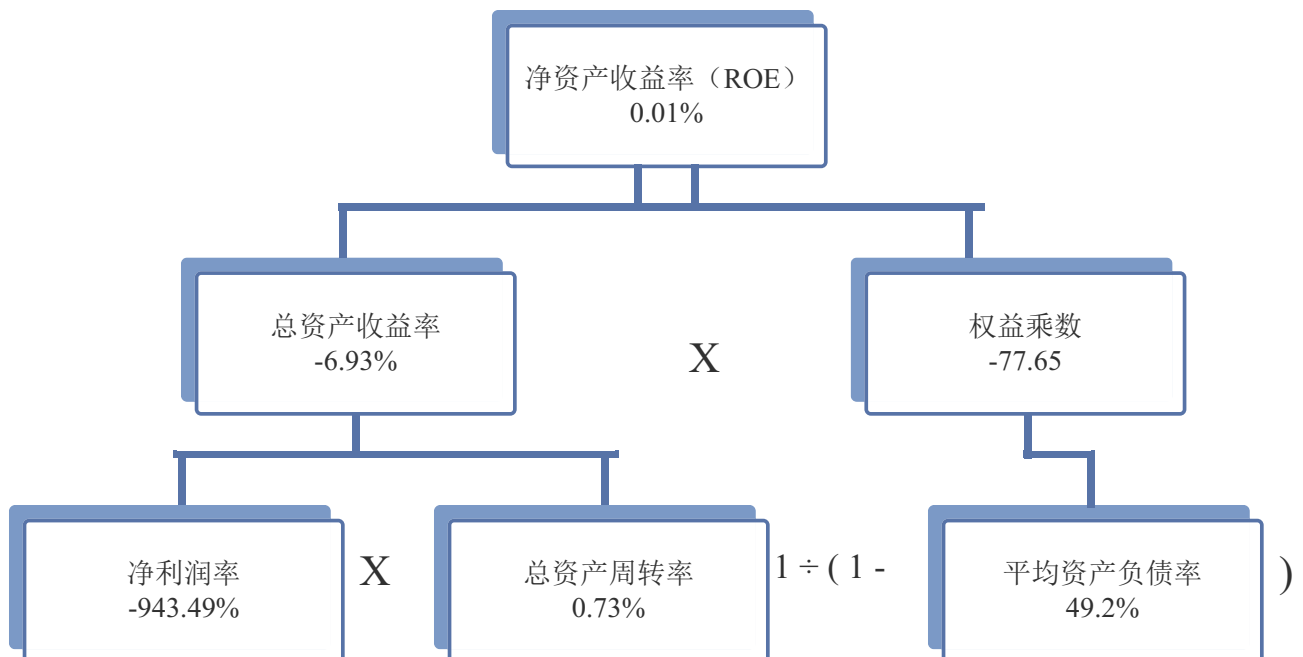 净资产收益率（ROE）
0.01%
总资产收益率
-6.93%
X
权益乘数
-77.65
净利润率
-943.49%
X
总资产周转率
0.73%
1 ÷ ( 1 -
平均资产负债率
49.2%
)